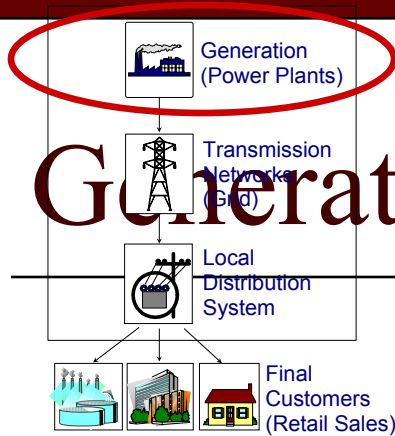 Generation
(Power Plants)
Transmission
Networks
(Grid)
Generat
Local
Distribution
System
Final
Customers
(Retail Sales)